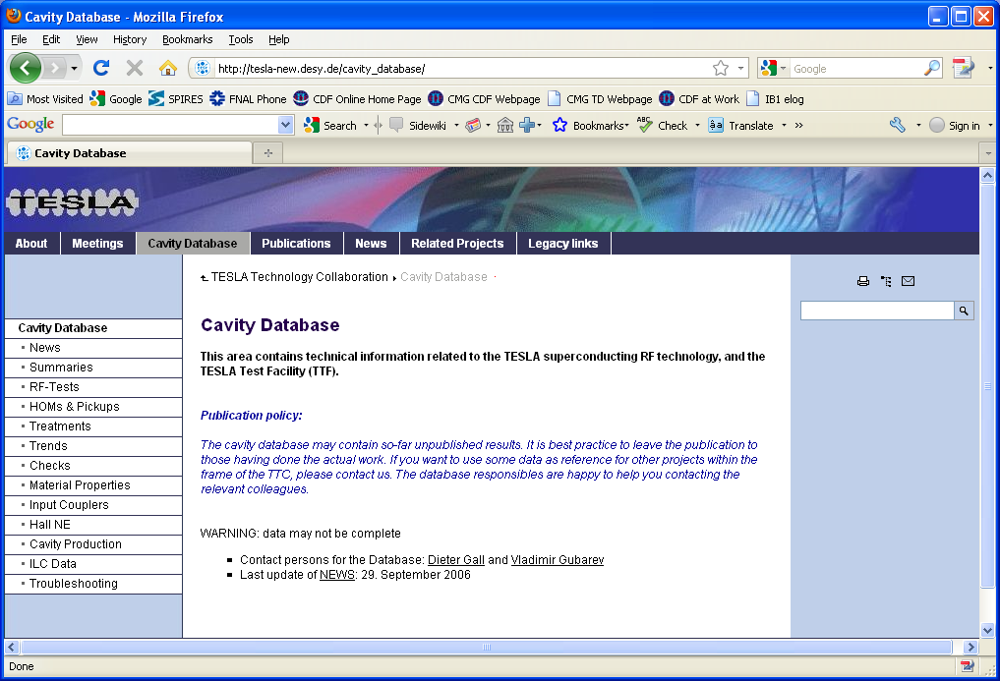 Cavity Database - Mozilla Firefox
File Edit View History Bookmarks Tools Help
http://tesla-new.desy.de/cavity_database/ Google
Most Visited Google SPIRES FNAL Phone CDF Online Home Page CMG CDF Webpage CMG TD Webpage CDF at Work IB1 elog
Google Search Sidewiki Bookmarks ABC Check aあ Translate » Sign in
Cavity Database
TESLA
About Meetings Cavity Database Publications News Related Projects Legacy links
TESLA Technology Collaboration Cavity Database
Cavity Database
News
Summaries
RF-Tests
HOMs & Pickups
Treatments
Trends
Checks
Material Properties
Input Couplers
Hall NE
Cavity Production
ILC Data
Troubleshooting
Cavity Database
This area contains technical information related to the TESLA superconducting RF technology, and the
TESLA Test Facility (TTF).
Publication policy:
The cavity database may contain so-far unpublished results. It is best practice to leave the publication to
those having done the actual work. If you want to use some data as reference for other projects within the
frame of the TTC, please contact us. The database responsibles are happy to help you contacting the
relevant colleagues.
WARNING: data may not be complete
Contact persons for the Database: Dieter Gall and Vladimir Gubarev
Last update of NEWS: 29. September 2006
Done